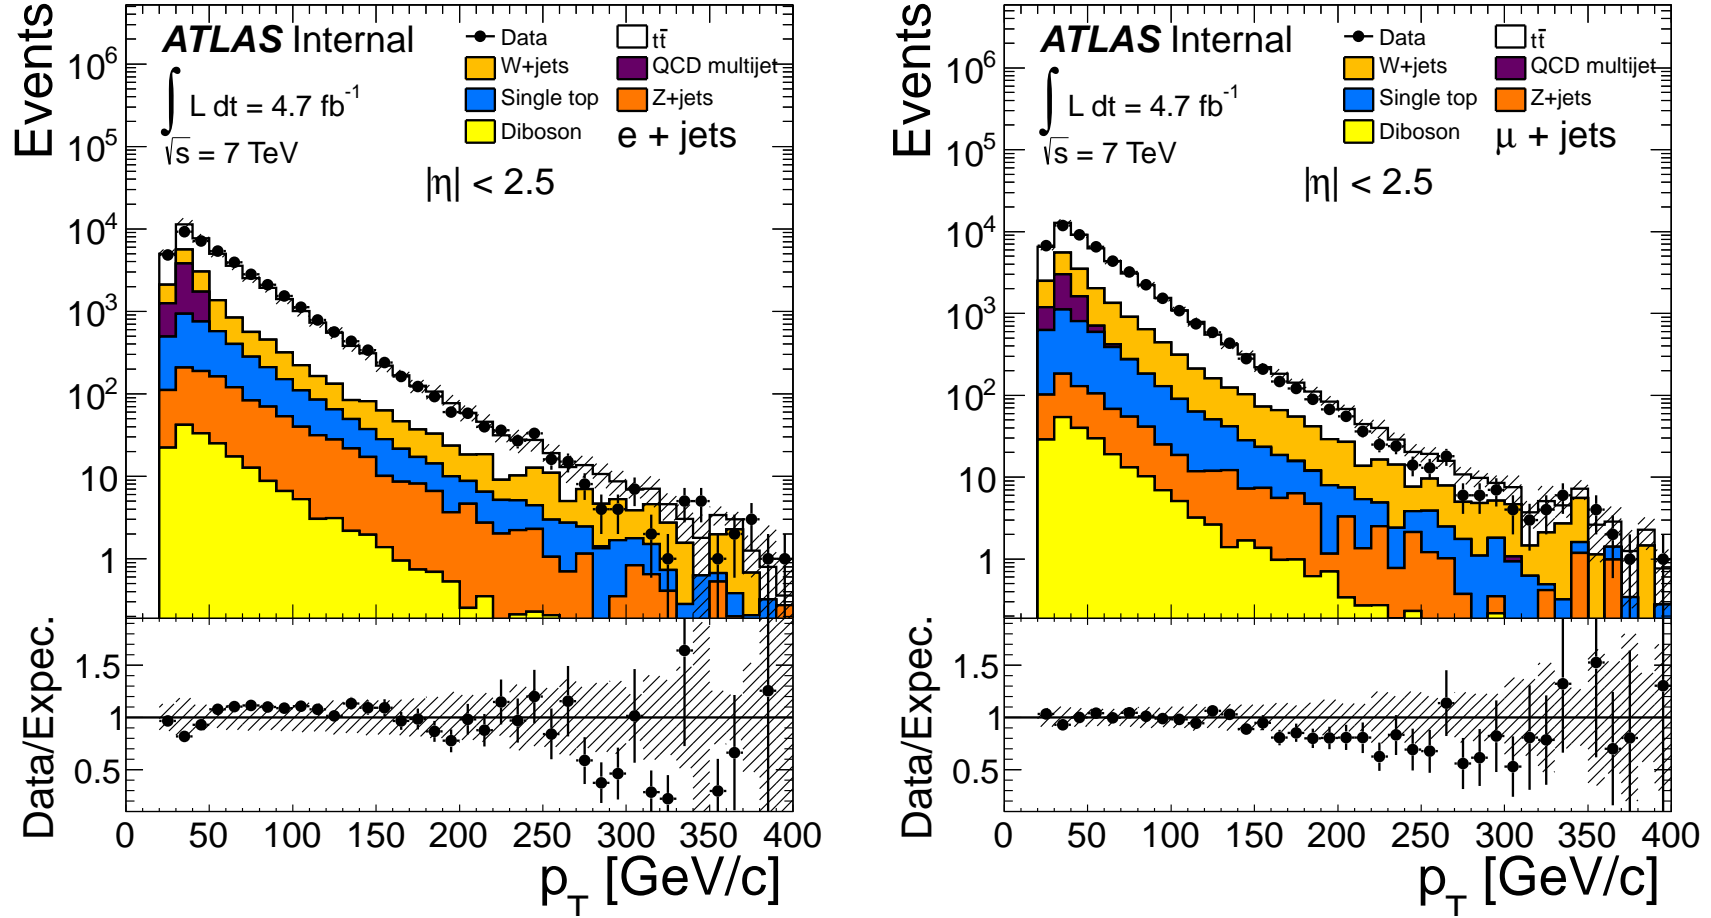 Events
10^6
10^5
10^4
10^3
10^2
10
1
ATLAS Internal
∫ L dt = 4.7 fb^-1
√s = 7 TeV
Data
tt̄
W+jets
QCD multijet
Single top
Z+jets
Diboson
e + jets
|η| < 2.5
Data/Expec.
1.5
1
0.5
0 50 100 150 200 250 300 350 400
p_T [GeV/c]
Events
10^6
10^5
10^4
10^3
10^2
10
1
ATLAS Internal
∫ L dt = 4.7 fb^-1
√s = 7 TeV
Data
tt̄
W+jets
QCD multijet
Single top
Z+jets
Diboson
μ + jets
|η| < 2.5
Data/Expec.
1.5
1
0.5
0 50 100 150 200 250 300 350 400
p_T [GeV/c]